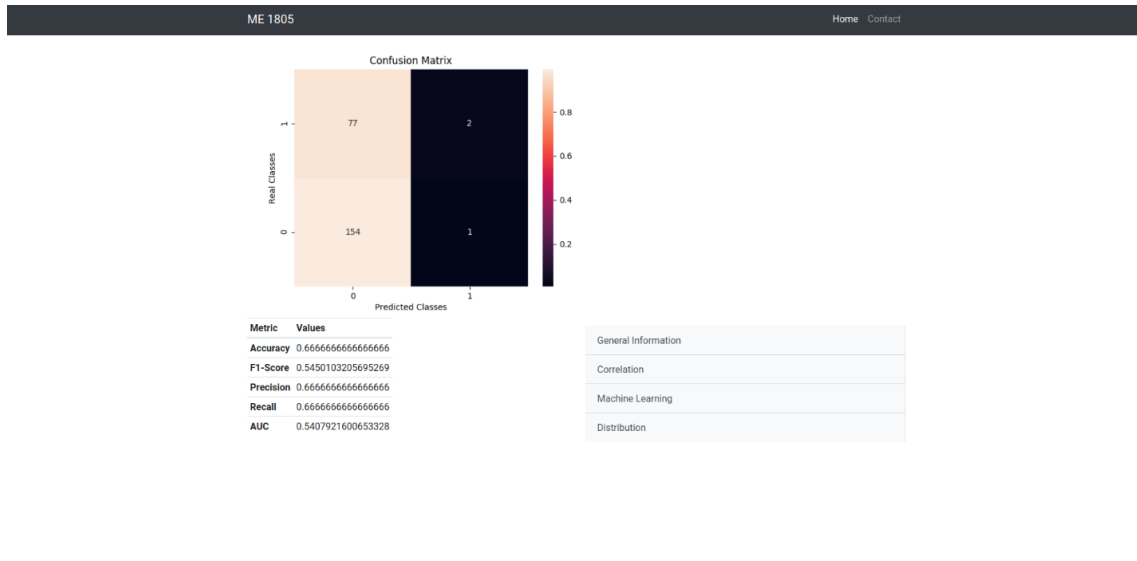 ME 1805 Home Contact
Confusion Matrix
1 77 2
0 154 1
Real Classes
0 1
Predicted Classes
0.8
0.6
0.4
0.2
Metric Values
Accuracy 0.6666666666666666
F1-Score 0.5450103205695269
Precision 0.6666666666666666
Recall 0.6666666666666666
AUC 0.5407921600653328
General Information
Correlation
Machine Learning
Distribution